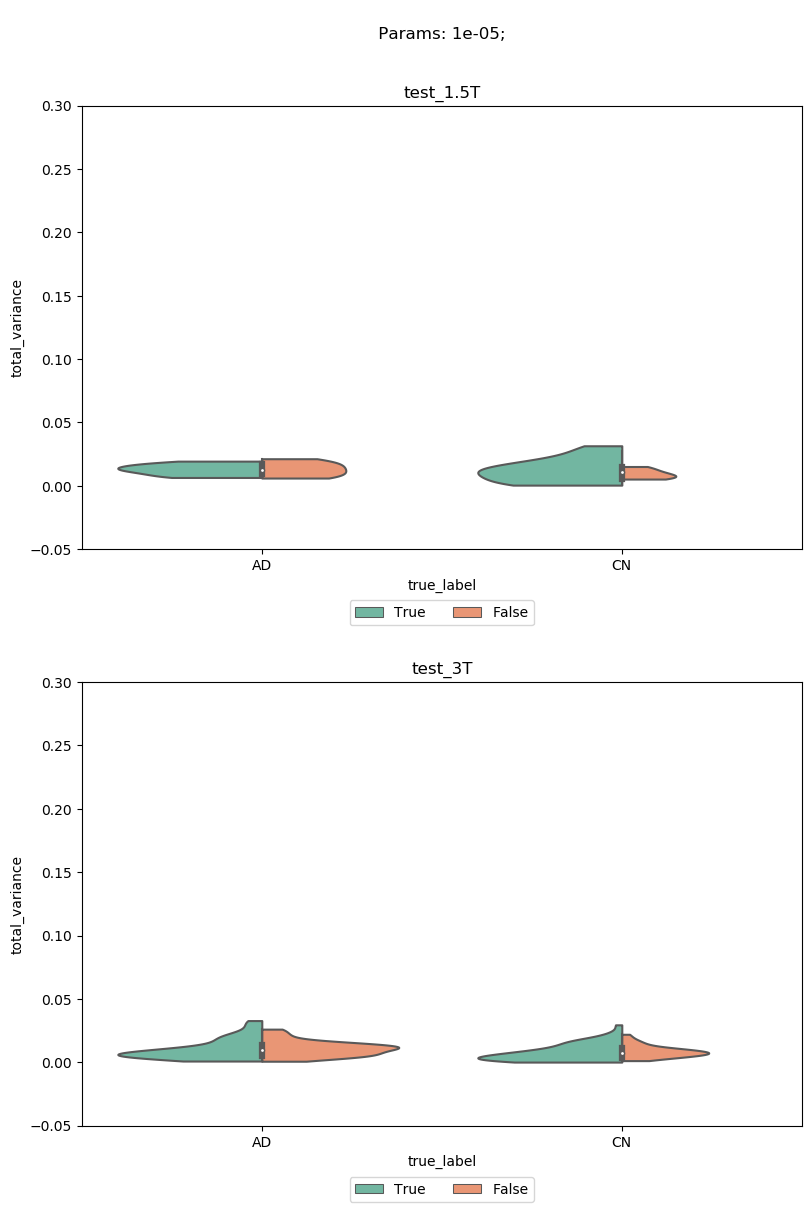 Params: 1e-05;
test_1.5T
0.30
0.25
0.20
0.15
0.10
0.05
0.00
−0.05
total_variance
AD CN
true_label
True False
test_3T
0.30
0.25
0.20
0.15
0.10
0.05
0.00
−0.05
total_variance
AD CN
true_label
True False